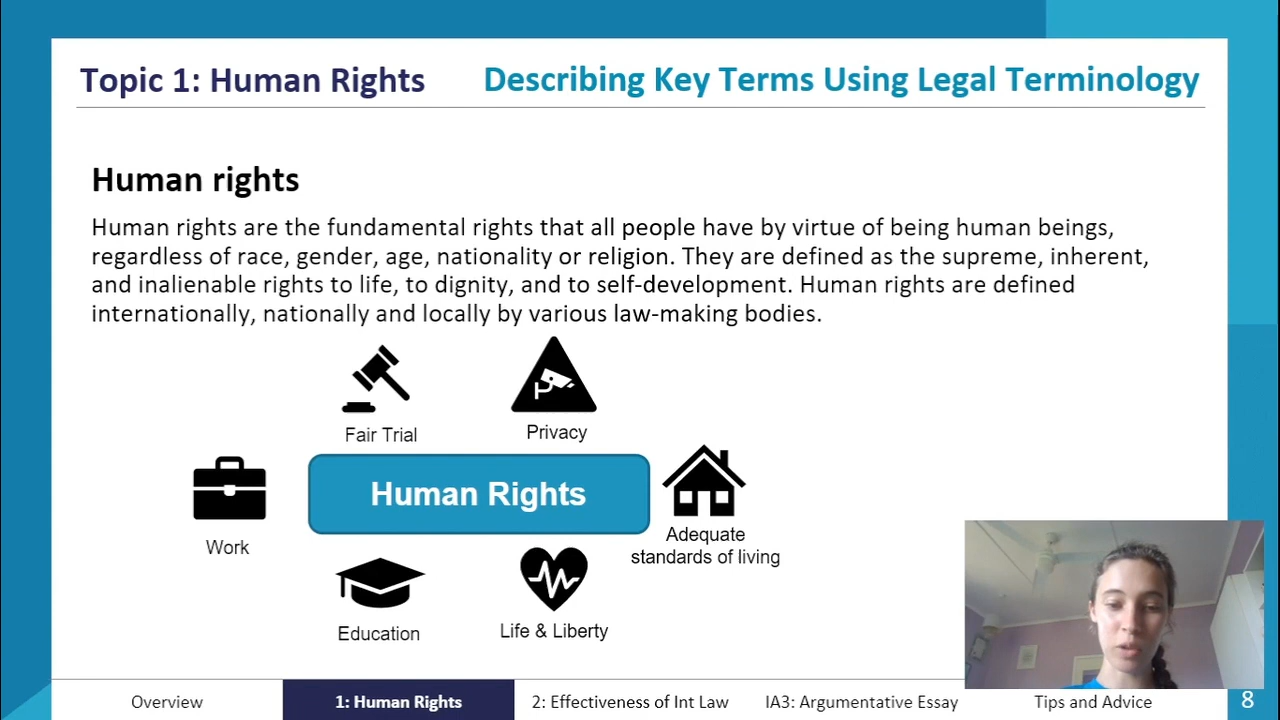 Topic 1: Human Rights
Describing Key Terms Using Legal Terminology
Human rights
Human rights are the fundamental rights that all people have by virtue of being human beings,
regardless of race, gender, age, nationality or religion. They are defined as the supreme, inherent,
and inalienable rights to life, to dignity, and to self-development. Human rights are defined
internationally, nationally and locally by various law-making bodies.
Fair Trial
Privacy
Human Rights
Work
Adequate
standards of living
Education
Life & Liberty
Overview
1: Human Rights
2: Effectiveness of Int Law
IA3: Argumentative Essay
Tips and Advice
8